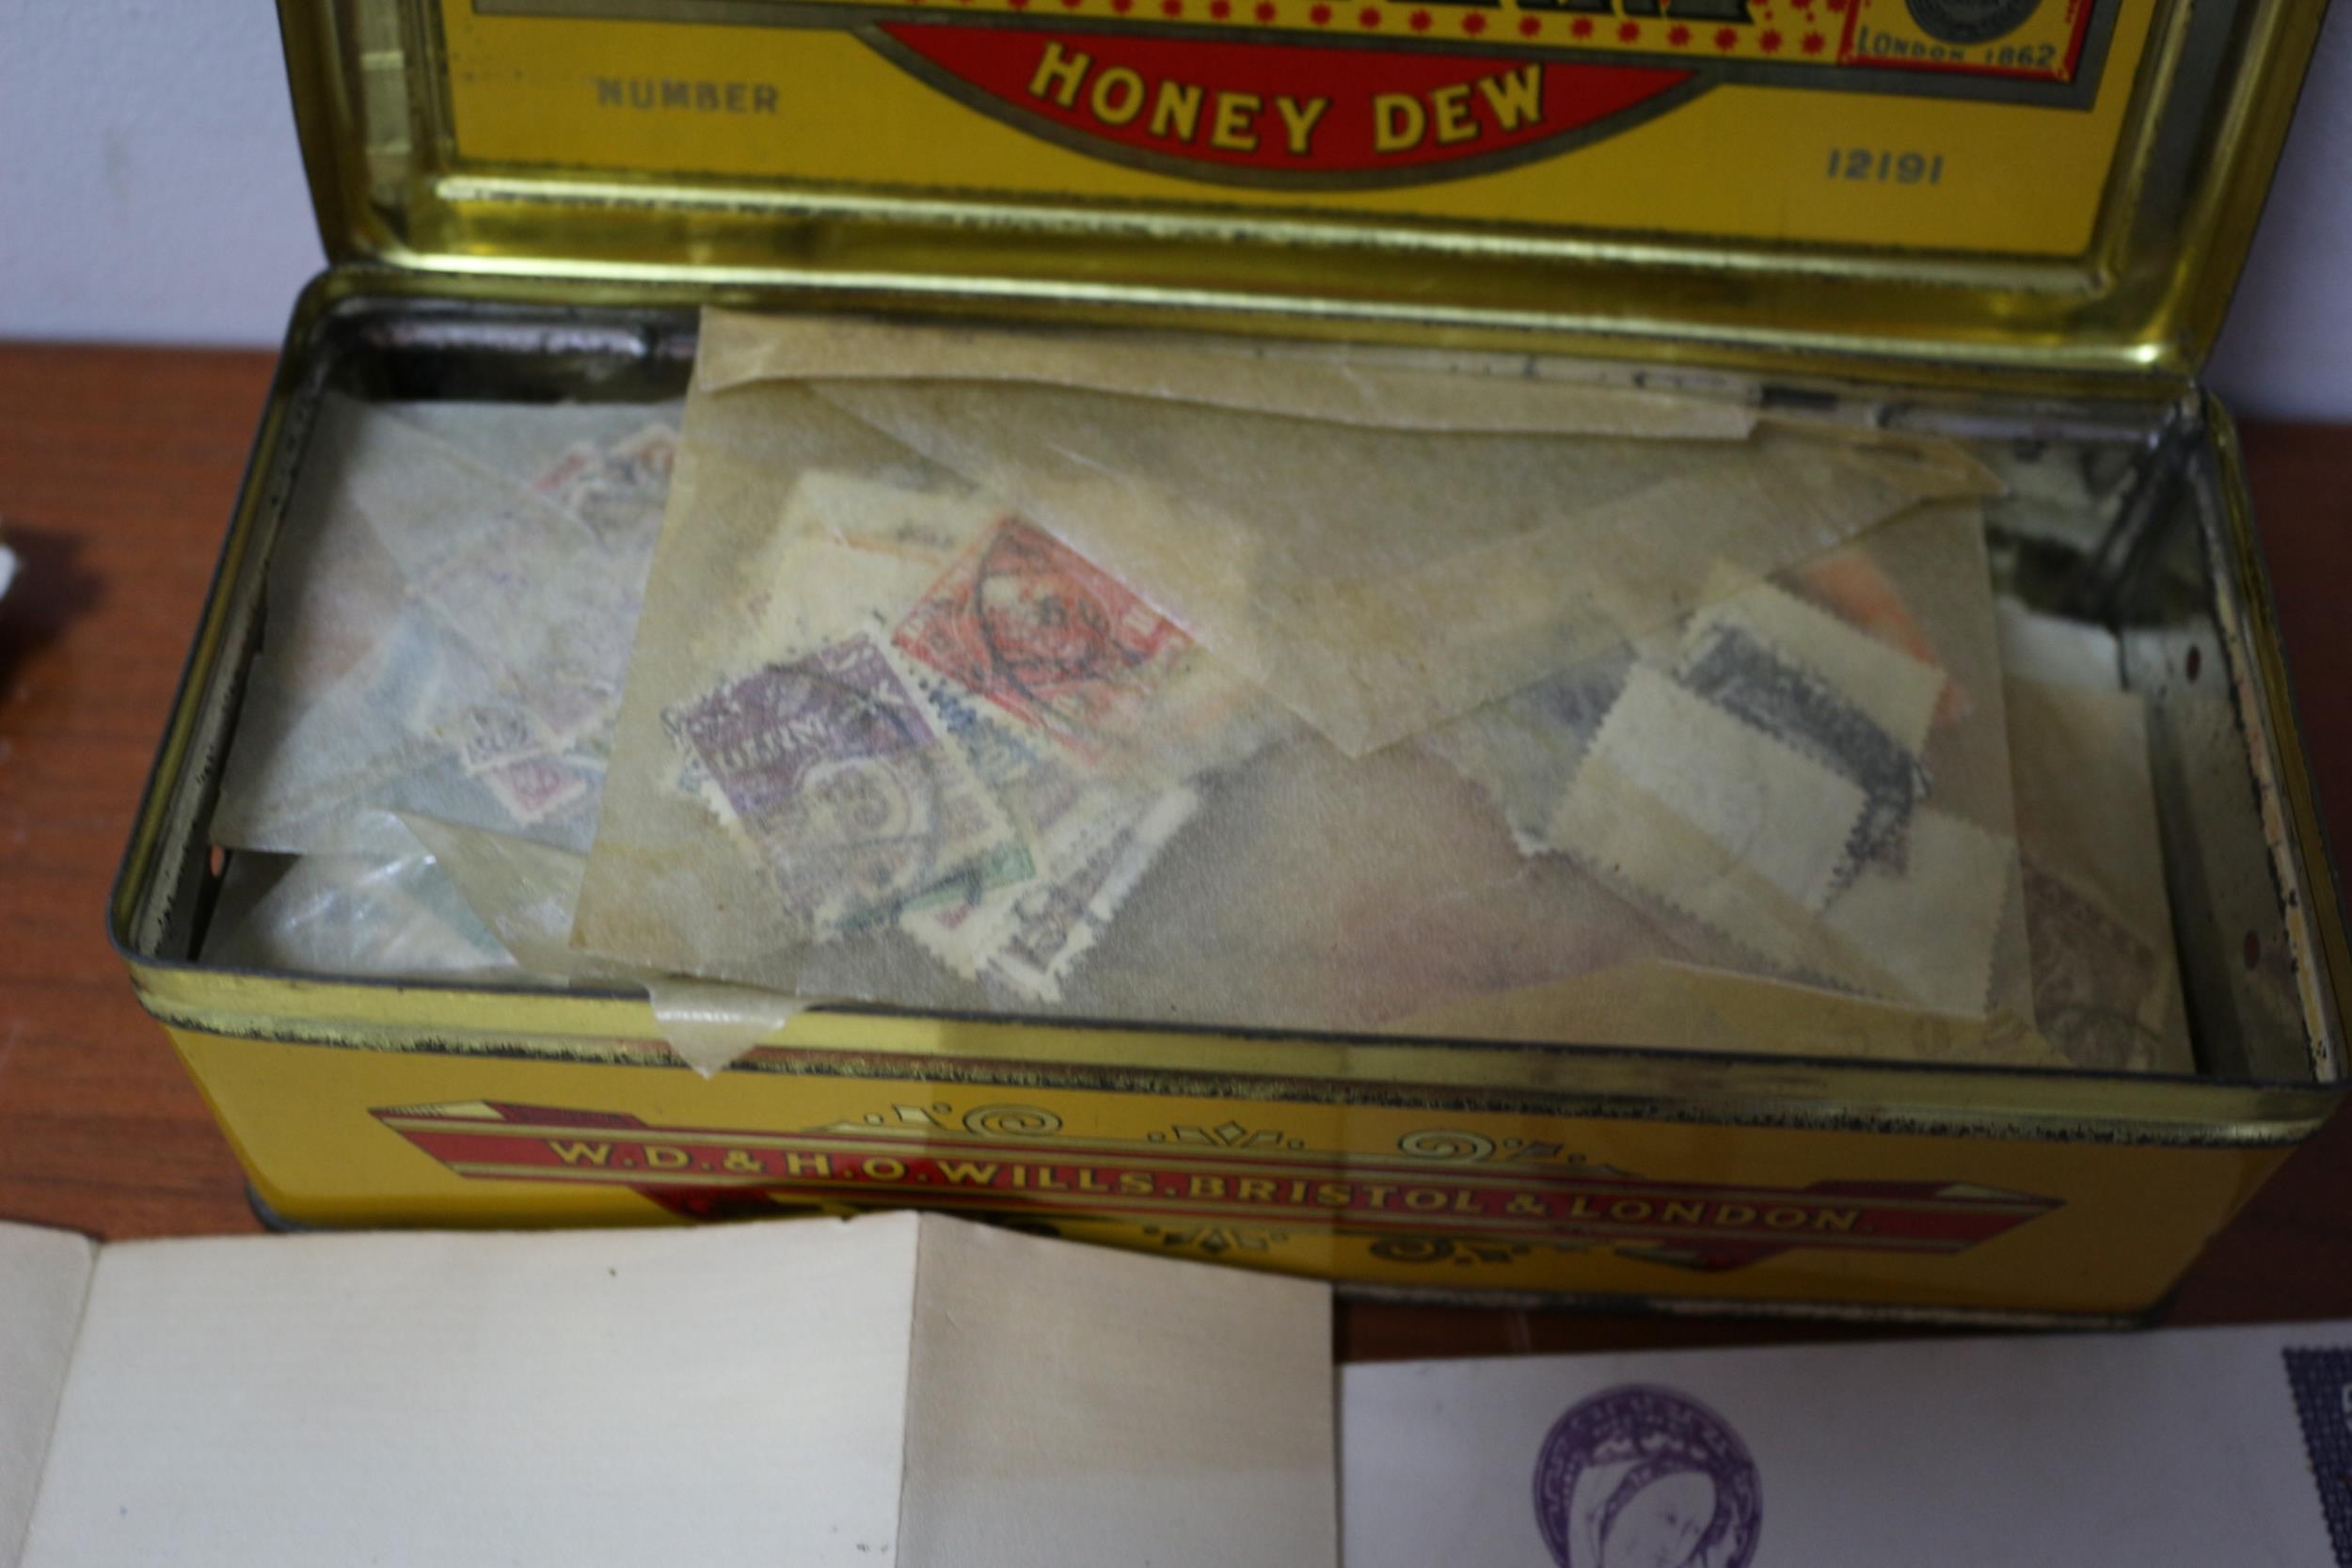 LONDON 1862
HONEY DEW
NUMBER
12191
W.D. & H.O. WILLS. BRISTOL & LONDON.